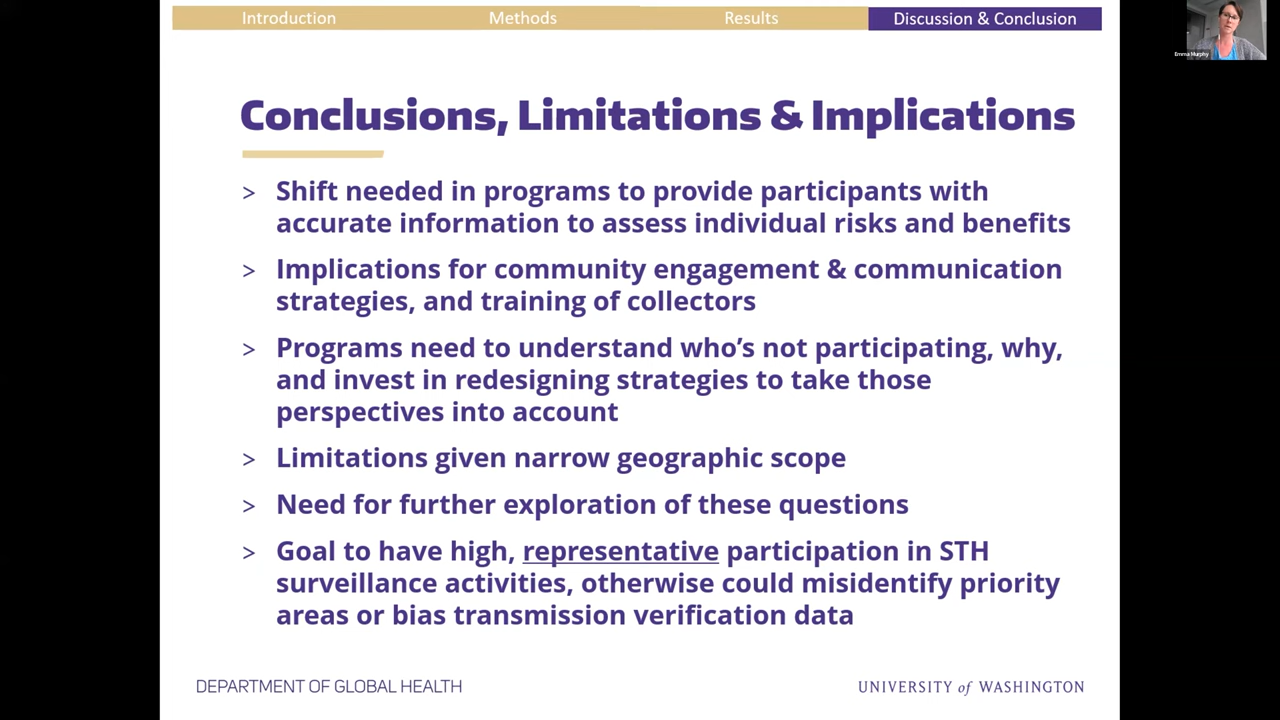 Introduction
Methods
Results
Discussion & Conclusion
Emma Murphy
Conclusions, Limitations & Implications
> Shift needed in programs to provide participants with
accurate information to assess individual risks and benefits
> Implications for community engagement & communication
strategies, and training of collectors
> Programs need to understand who’s not participating, why,
and invest in redesigning strategies to take those
perspectives into account
> Limitations given narrow geographic scope
> Need for further exploration of these questions
> Goal to have high, representative participation in STH
surveillance activities, otherwise could misidentify priority
areas or bias transmission verification data
DEPARTMENT OF GLOBAL HEALTH
UNIVERSITY of WASHINGTON